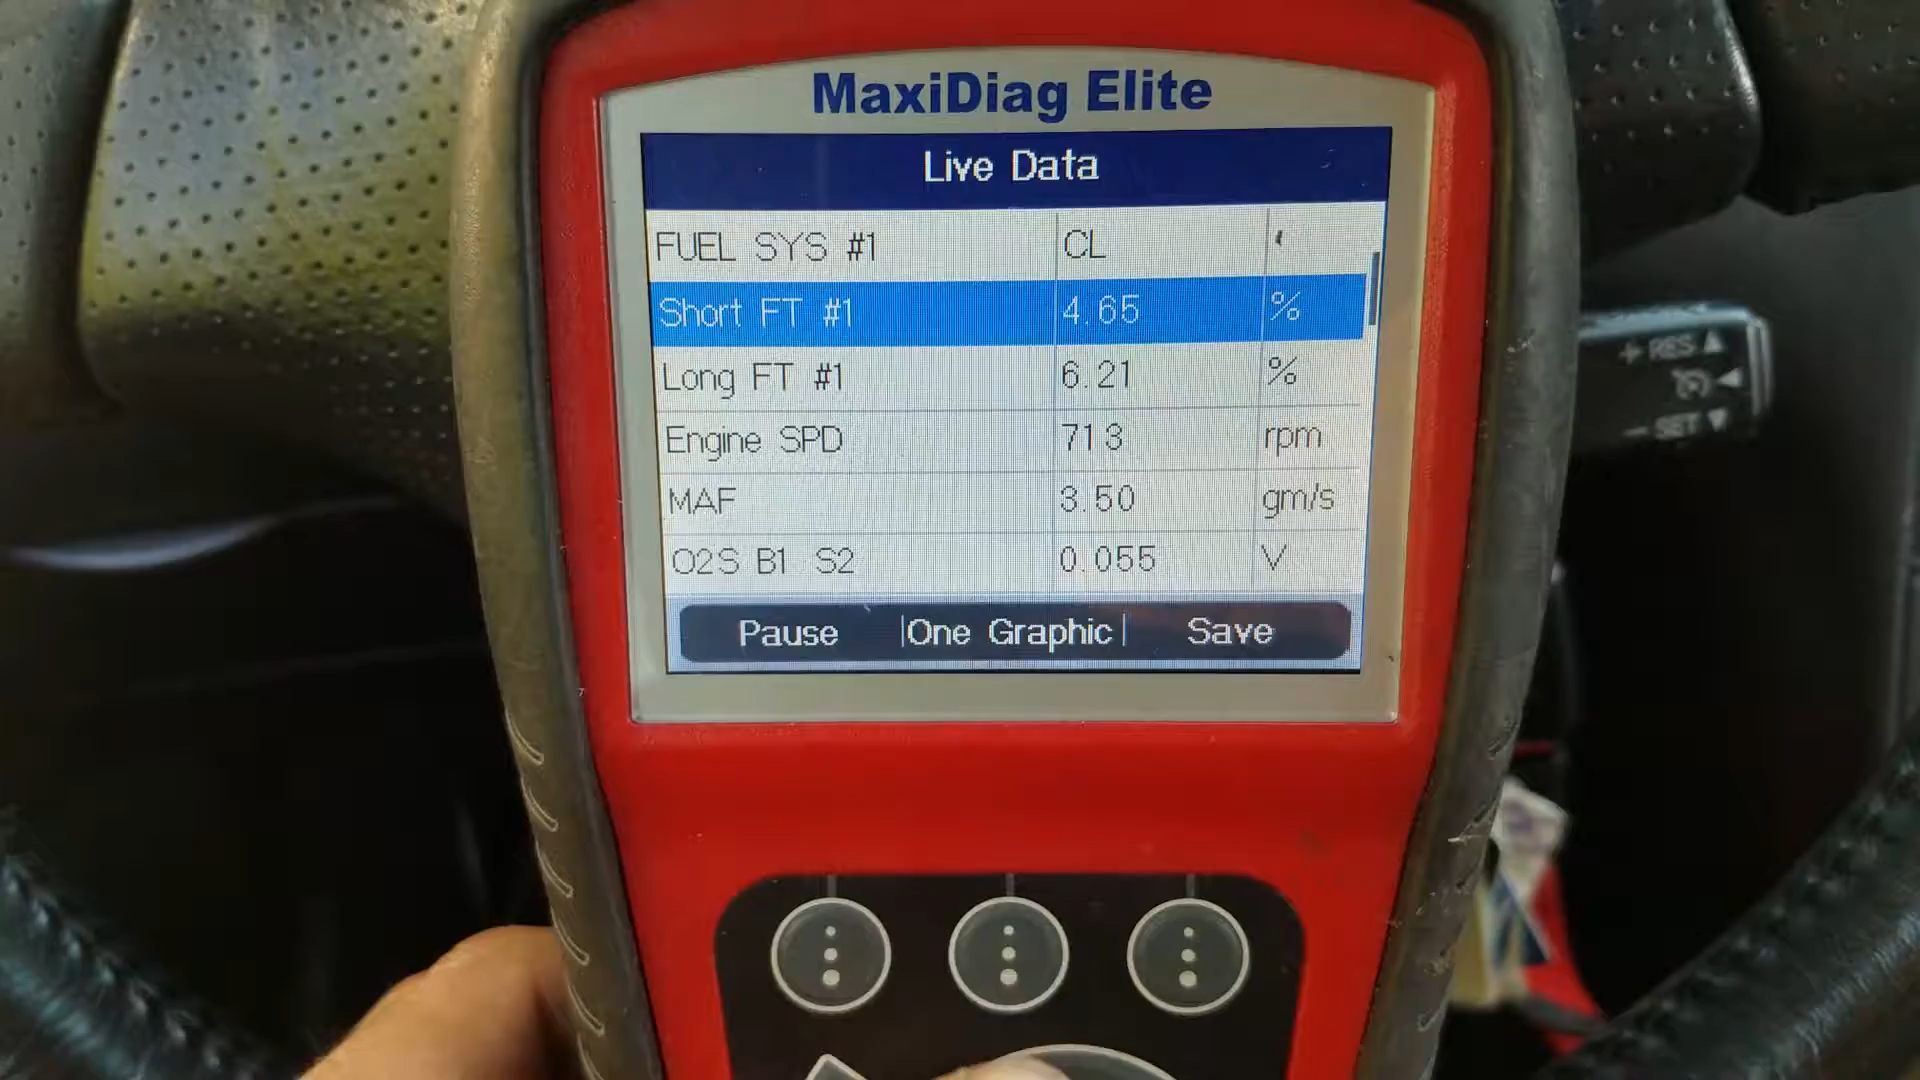 MaxiDiag Elite
Live Data
FUEL SYS #1 CL
Short FT #1 4.65 %
Long FT #1 6.21 %
Engine SPD 713 rpm
MAF 3.50 gm/s
O2S B1 S2 0.055 V
Pause |One Graphic| Save
+ RES ▲
◀
− SET ▼